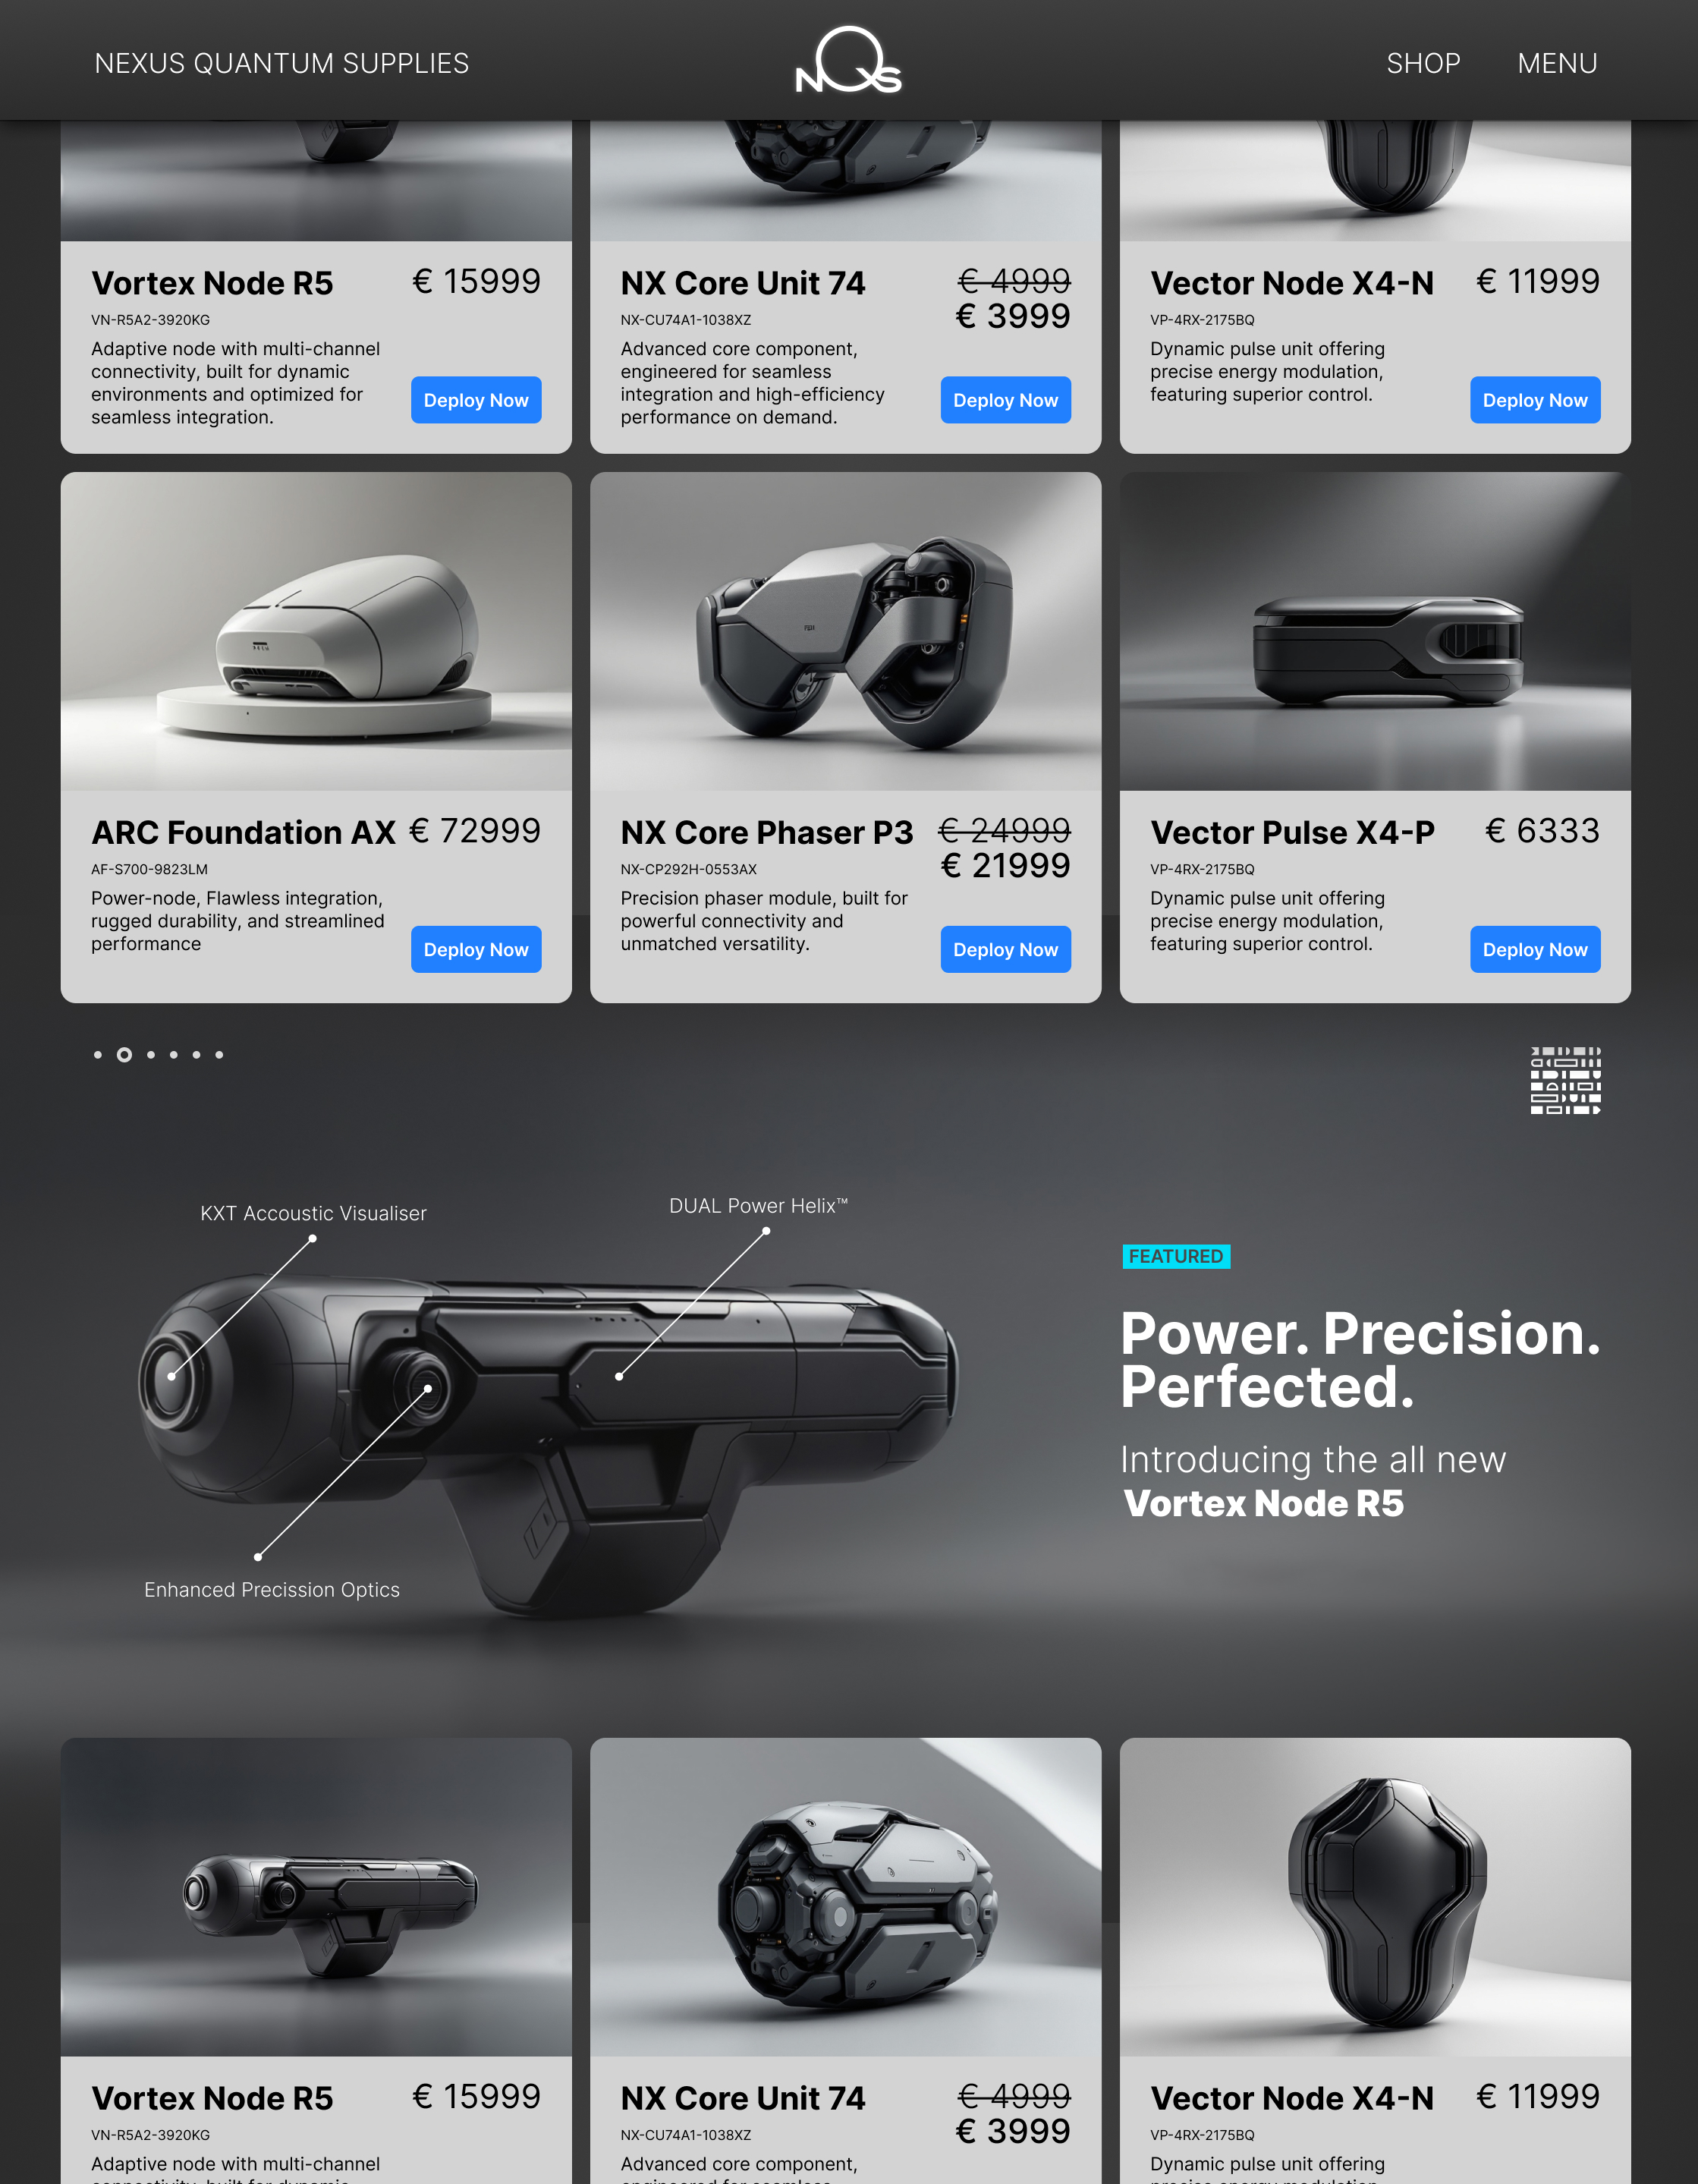 NEXUS QUANTUM SUPPLIES
NQXS
SHOP
MENU
Vortex Node R5
€ 15999
VN-R5A2-3920KG
Adaptive node with multi-channel
connectivity, built for dynamic
environments and optimized for
seamless integration.
Deploy Now
NX Core Unit 74
€ 4999
€ 3999
NX-CU74A1-1038XZ
Advanced core component,
engineered for seamless
integration and high-efficiency
performance on demand.
Deploy Now
Vector Node X4-N
€ 11999
VP-4RX-2175BQ
Dynamic pulse unit offering
precise energy modulation,
featuring superior control.
Deploy Now
ARC Foundation AX
€ 72999
AF-S700-9823LM
Power-node, Flawless integration,
rugged durability, and streamlined
performance
Deploy Now
NX Core Phaser P3
€ 24999
€ 21999
NX-CP292H-0553AX
Precision phaser module, built for
powerful connectivity and
unmatched versatility.
Deploy Now
Vector Pulse X4-P
€ 6333
VP-4RX-2175BQ
Dynamic pulse unit offering
precise energy modulation,
featuring superior control.
Deploy Now
KXT Accoustic Visualiser
DUAL Power Helix™
Enhanced Precission Optics
FEATURED
Power. Precision.
Perfected.
Introducing the all new
Vortex Node R5
Vortex Node R5
€ 15999
VN-R5A2-3920KG
Adaptive node with multi-channel
NX Core Unit 74
€ 4999
€ 3999
NX-CU74A1-1038XZ
Advanced core component,
Vector Node X4-N
€ 11999
VP-4RX-2175BQ
Dynamic pulse unit offering